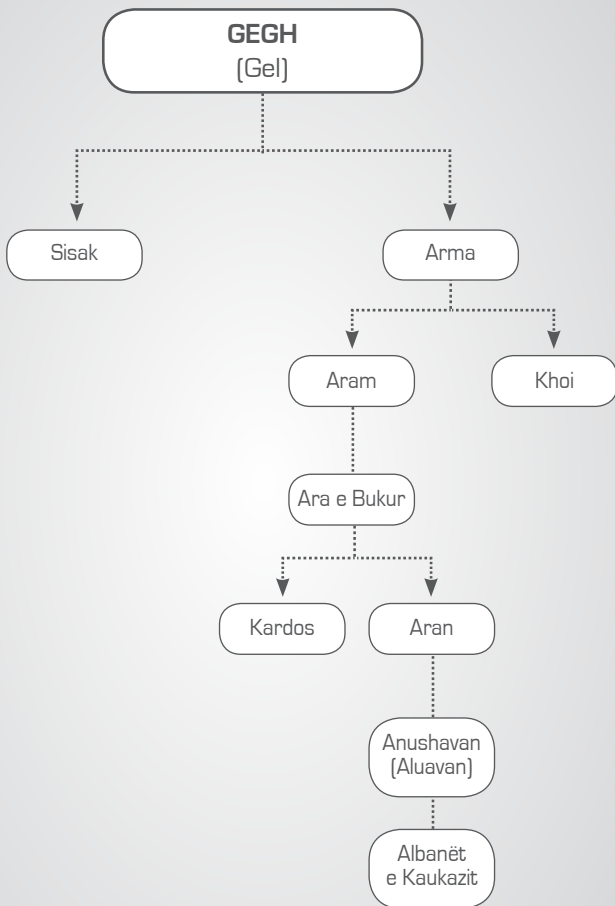 GEGH
(Gel)
Sisak
Arma
Aram
Khoi
Ara e Bukur
Kardos
Aran
Anushavan
(Aluavan)
Albanët
e Kaukazit